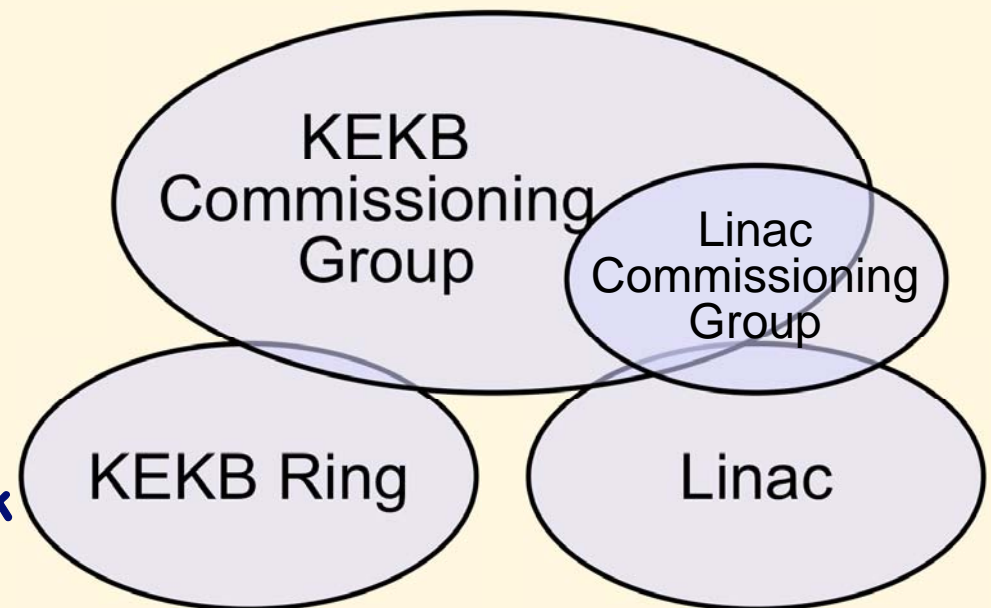 KEKB
Commissioning
Group
Linac
Commissioning
Group
KEKB Ring
Linac
k